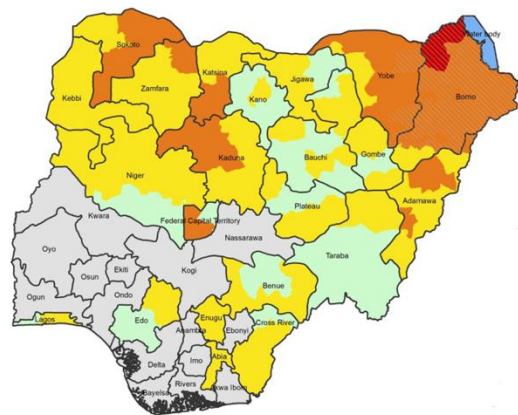 Water body
Sokoto
Katsina
Jigawa
Yobe
Borno
Zamfara
Kebbi
Kano
Kaduna
Bauchi
Gombe
Niger
Adamawa
Plateau
Federal Capital Territory
Kwara
Nassarawa
Taraba
Oyo
Kogi
Ekiti
Osun
Benue
Ogun
Ondo
Edo
Enugu
Lagos
Anambra
Ebonyi
Cross River
Delta
Imo
Abia
Bayelsa
Rivers
Akwa Ibom